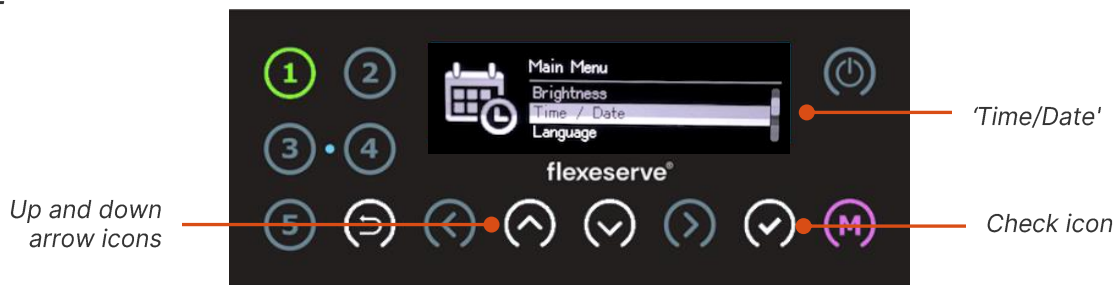 1
2
Main Menu
Brightness
Time / Date
Language
'Time/Date'
3
4
flexeserve®
Up and down
arrow icons
5
M
Check icon